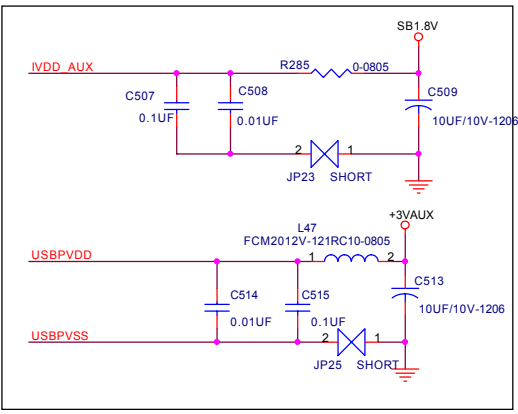 SB1.8V
IVDD_AUX
R285 0-0805
C507
0.1UF
C508
0.01UF
C509
10UF/10V-1206
2 1
JP23 SHORT
+3VAUX
L47
FCM2012V-121RC10-0805
USBPVDD
1 2
C514
0.01UF
C515
0.1UF
C513
10UF/10V-1206
USBPVSS
2 1
JP25 SHORT